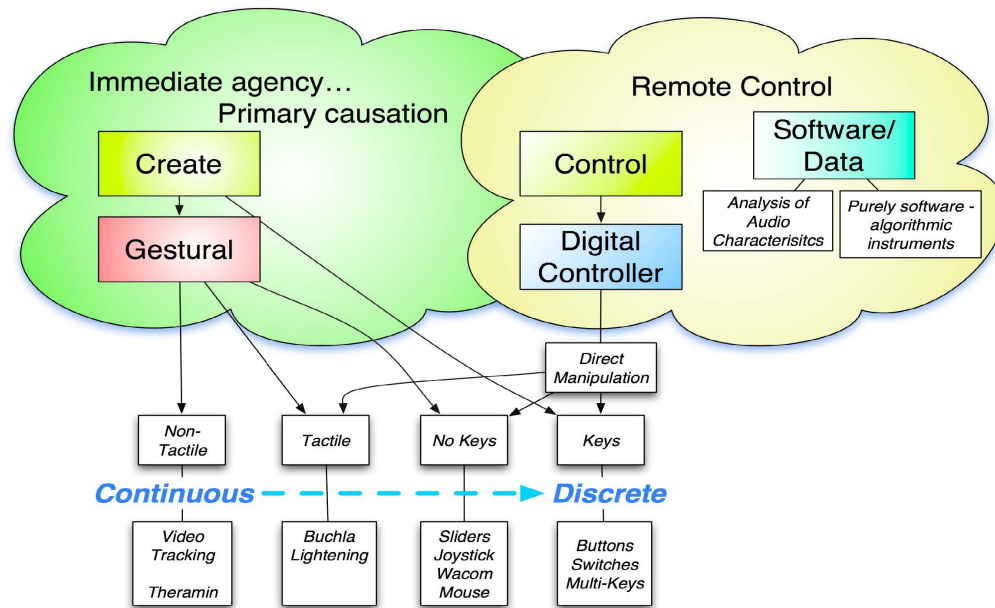 Immediate agency…
Primary causation
Remote Control
Create
Control
Software/
Data
Gestural
Digital
Controller
Analysis of
Audio
Characterisitcs
Purely software -
algorithmic
instruments
Direct
Manipulation
Non-
Tactile
Tactile
No Keys
Keys
Continuous
Discrete
Video
Tracking
Theramin
Buchla
Lightening
Sliders
Joystick
Wacom
Mouse
Buttons
Switches
Multi-Keys